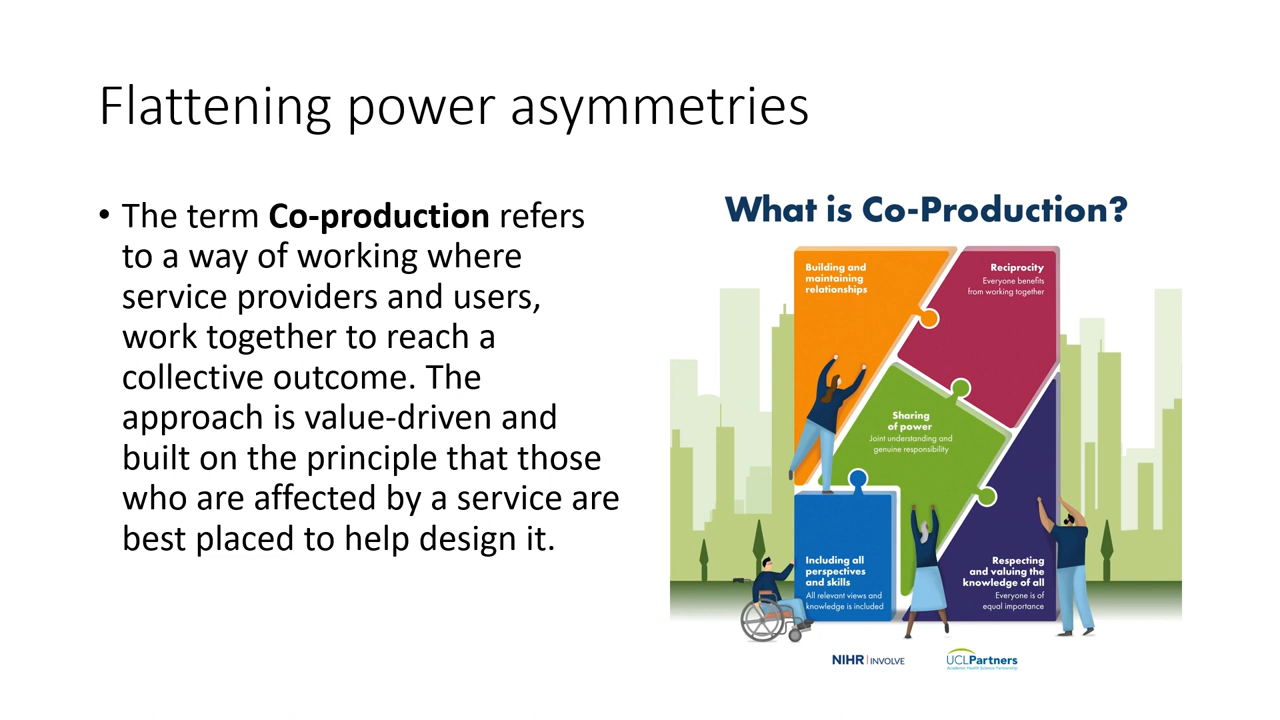 Flattening power asymmetries
• The term Co-production refers
to a way of working where
service providers and users,
work together to reach a
collective outcome. The
approach is value-driven and
built on the principle that those
who are affected by a service are
best placed to help design it.
What is Co-Production?
Building and
maintaining
relationships
Reciprocity
Everyone benefits
from working together
Sharing
of power
Joint understanding and
genuine responsibility
Including all
perspectives
and skills
All relevant views and
knowledge is included
Respecting
and valuing the
knowledge of all
Everyone is of
equal importance
NIHR | INVOLVE
UCLPartners
Academic Health Science Partnership